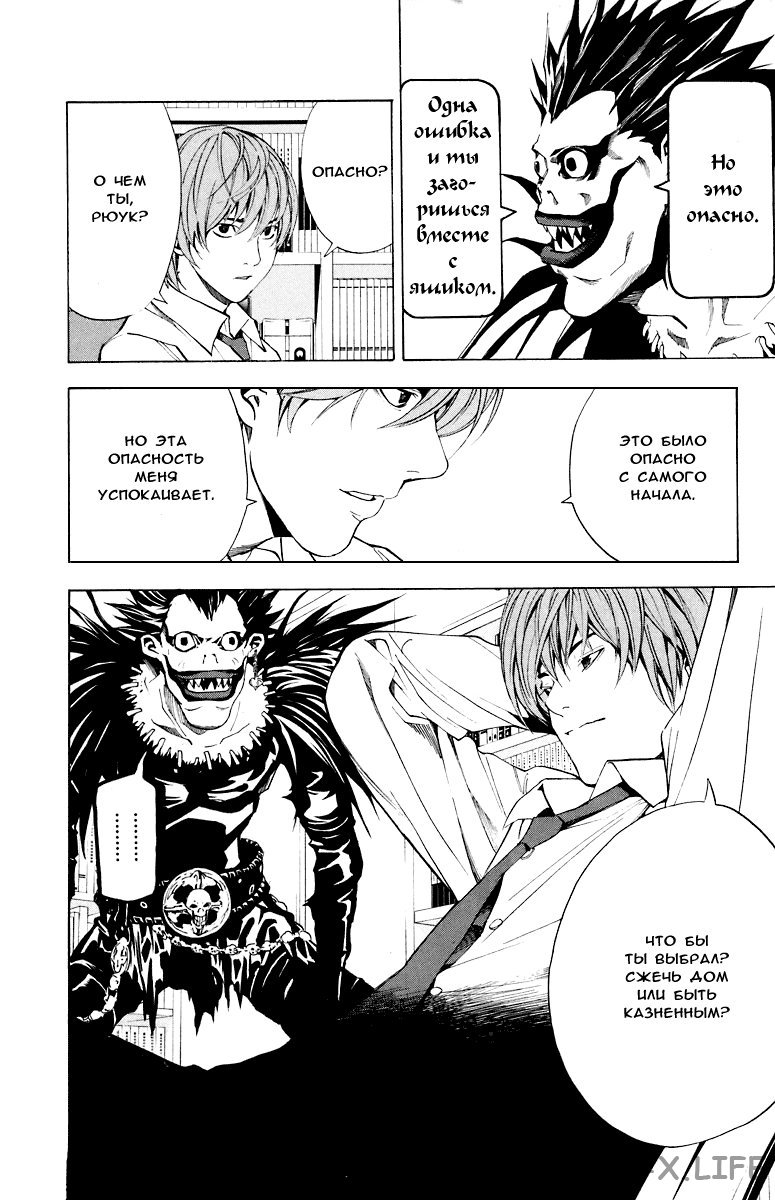 Но
это
опасно.
Одна
ошибка
и ты
заго-
ришься
вместе
с
ящиком.
ОПАСНО?
О ЧЕМ
ТЫ,
РЮУК?
ЭТО БЫЛО
ОПАСНО
С САМОГО
НАЧАЛА.
НО ЭТА
ОПАСНОСТЬ
МЕНЯ
УСПОКАИВАЕТ.
ЧТО БЫ
ТЫ ВЫБРАЛ?
СЖЕЧЬ ДОМ
ИЛИ БЫТЬ
КАЗНЕННЫМ?
X.LIFE